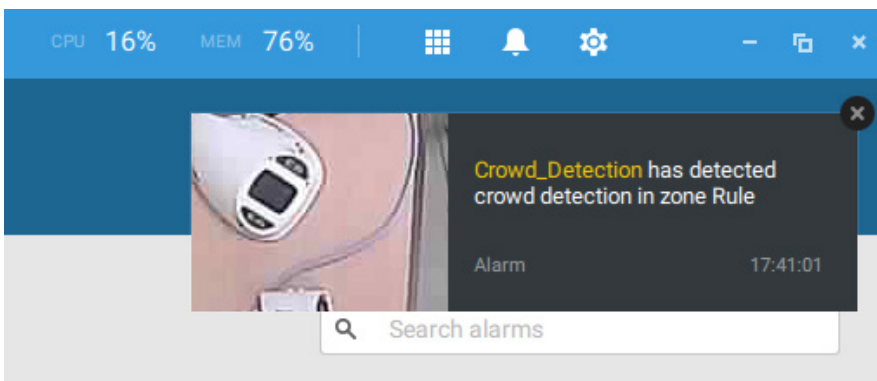 CPU 16% MEM 76%
Crowd_Detection has detected
crowd detection in zone Rule
Alarm 17:41:01
Search alarms